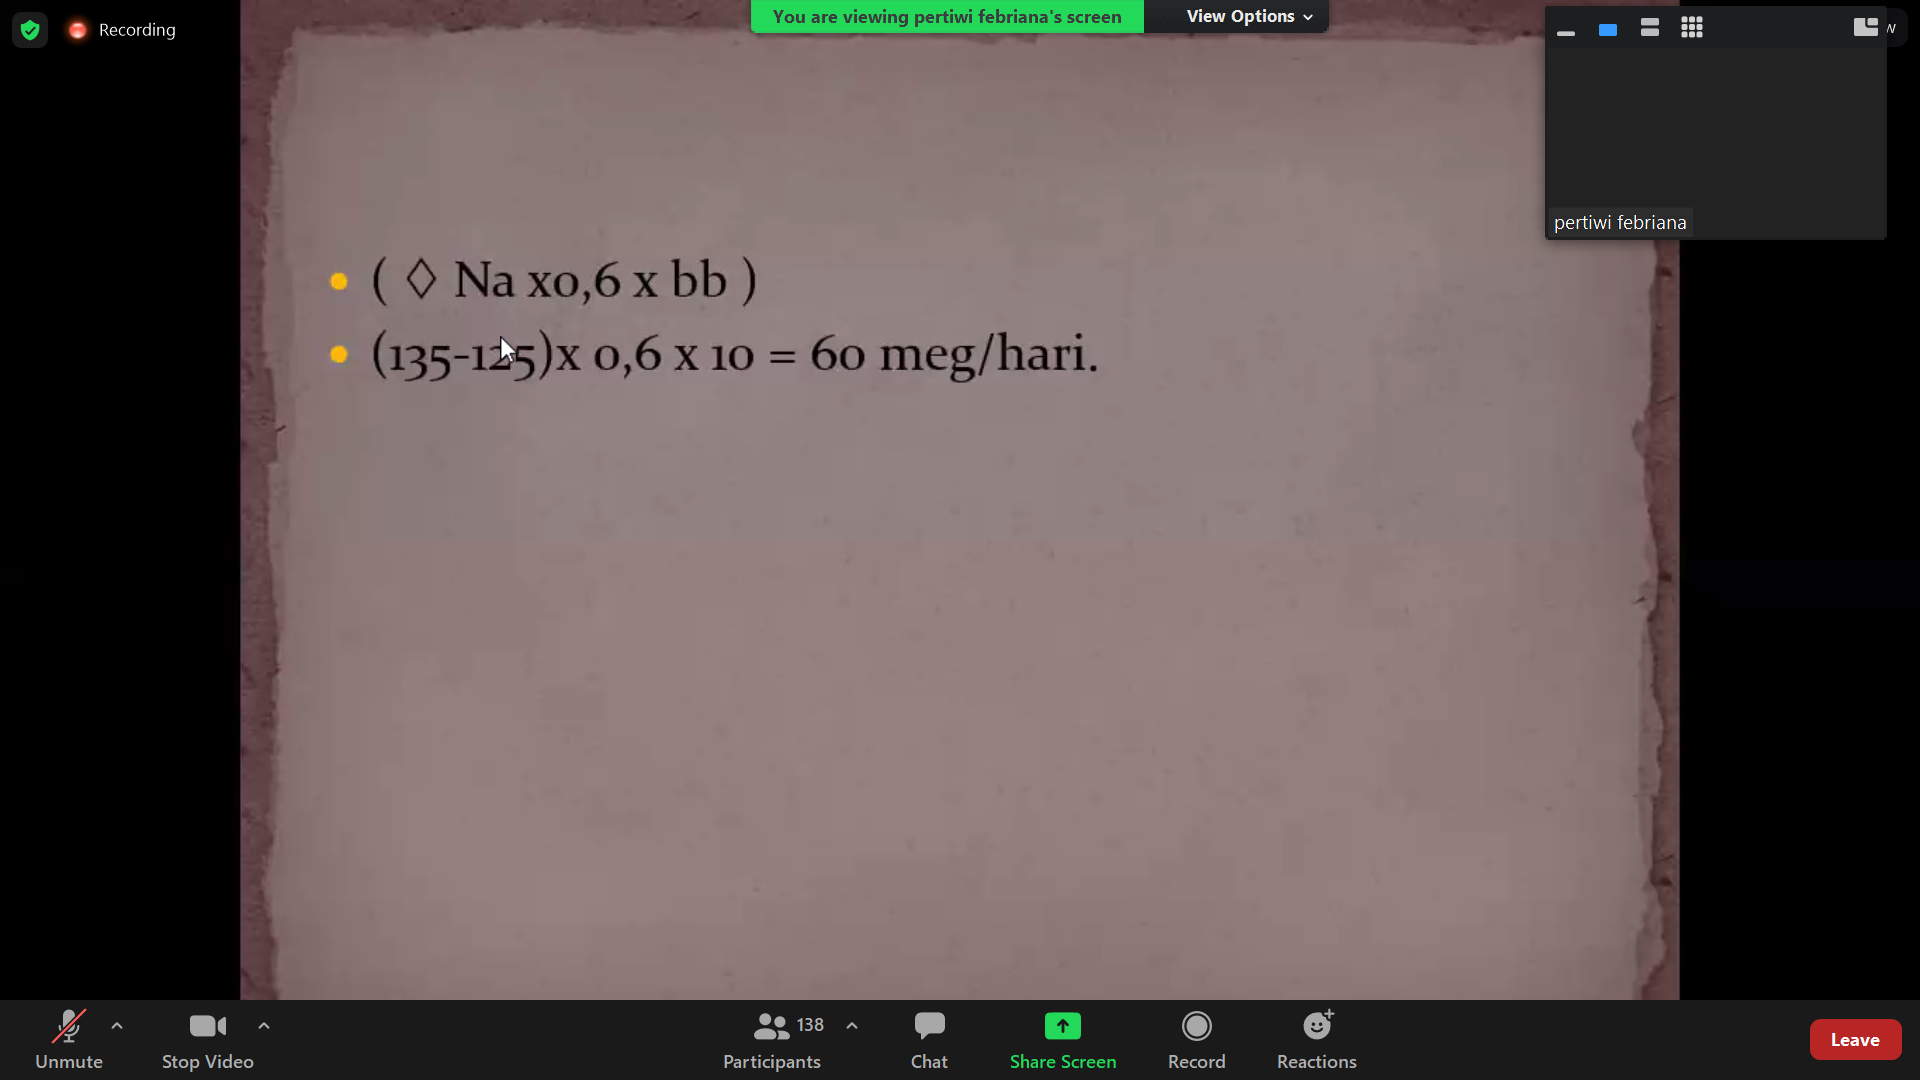 Recording
You are viewing pertiwi febriana's screen
View Options
w
pertiwi febriana
( ◊ Na x0,6 x bb )
(135-125)x 0,6 x 10 = 60 meg/hari.
Unmute
Stop Video
138
Participants
Chat
Share Screen
Record
Reactions
Leave